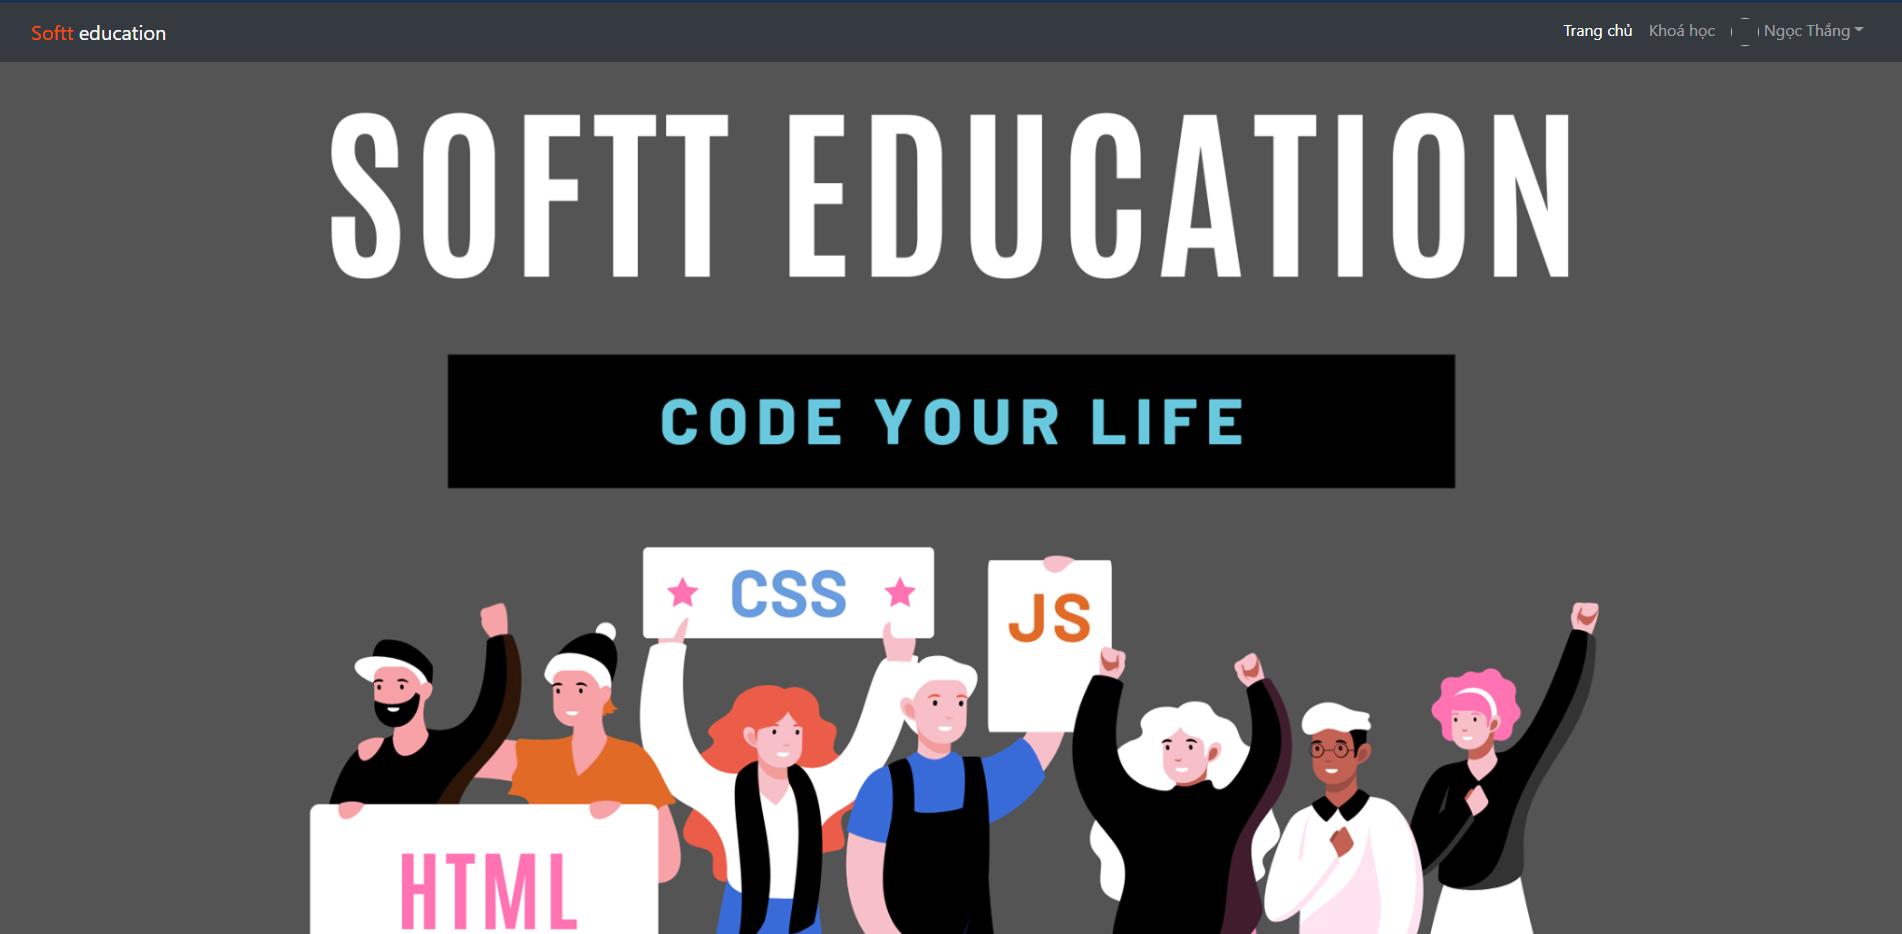 Softt education
Trang chủ Khoá học Ngọc Thắng
SOFTT EDUCATION
CODE YOUR LIFE
CSS
JS
HTML